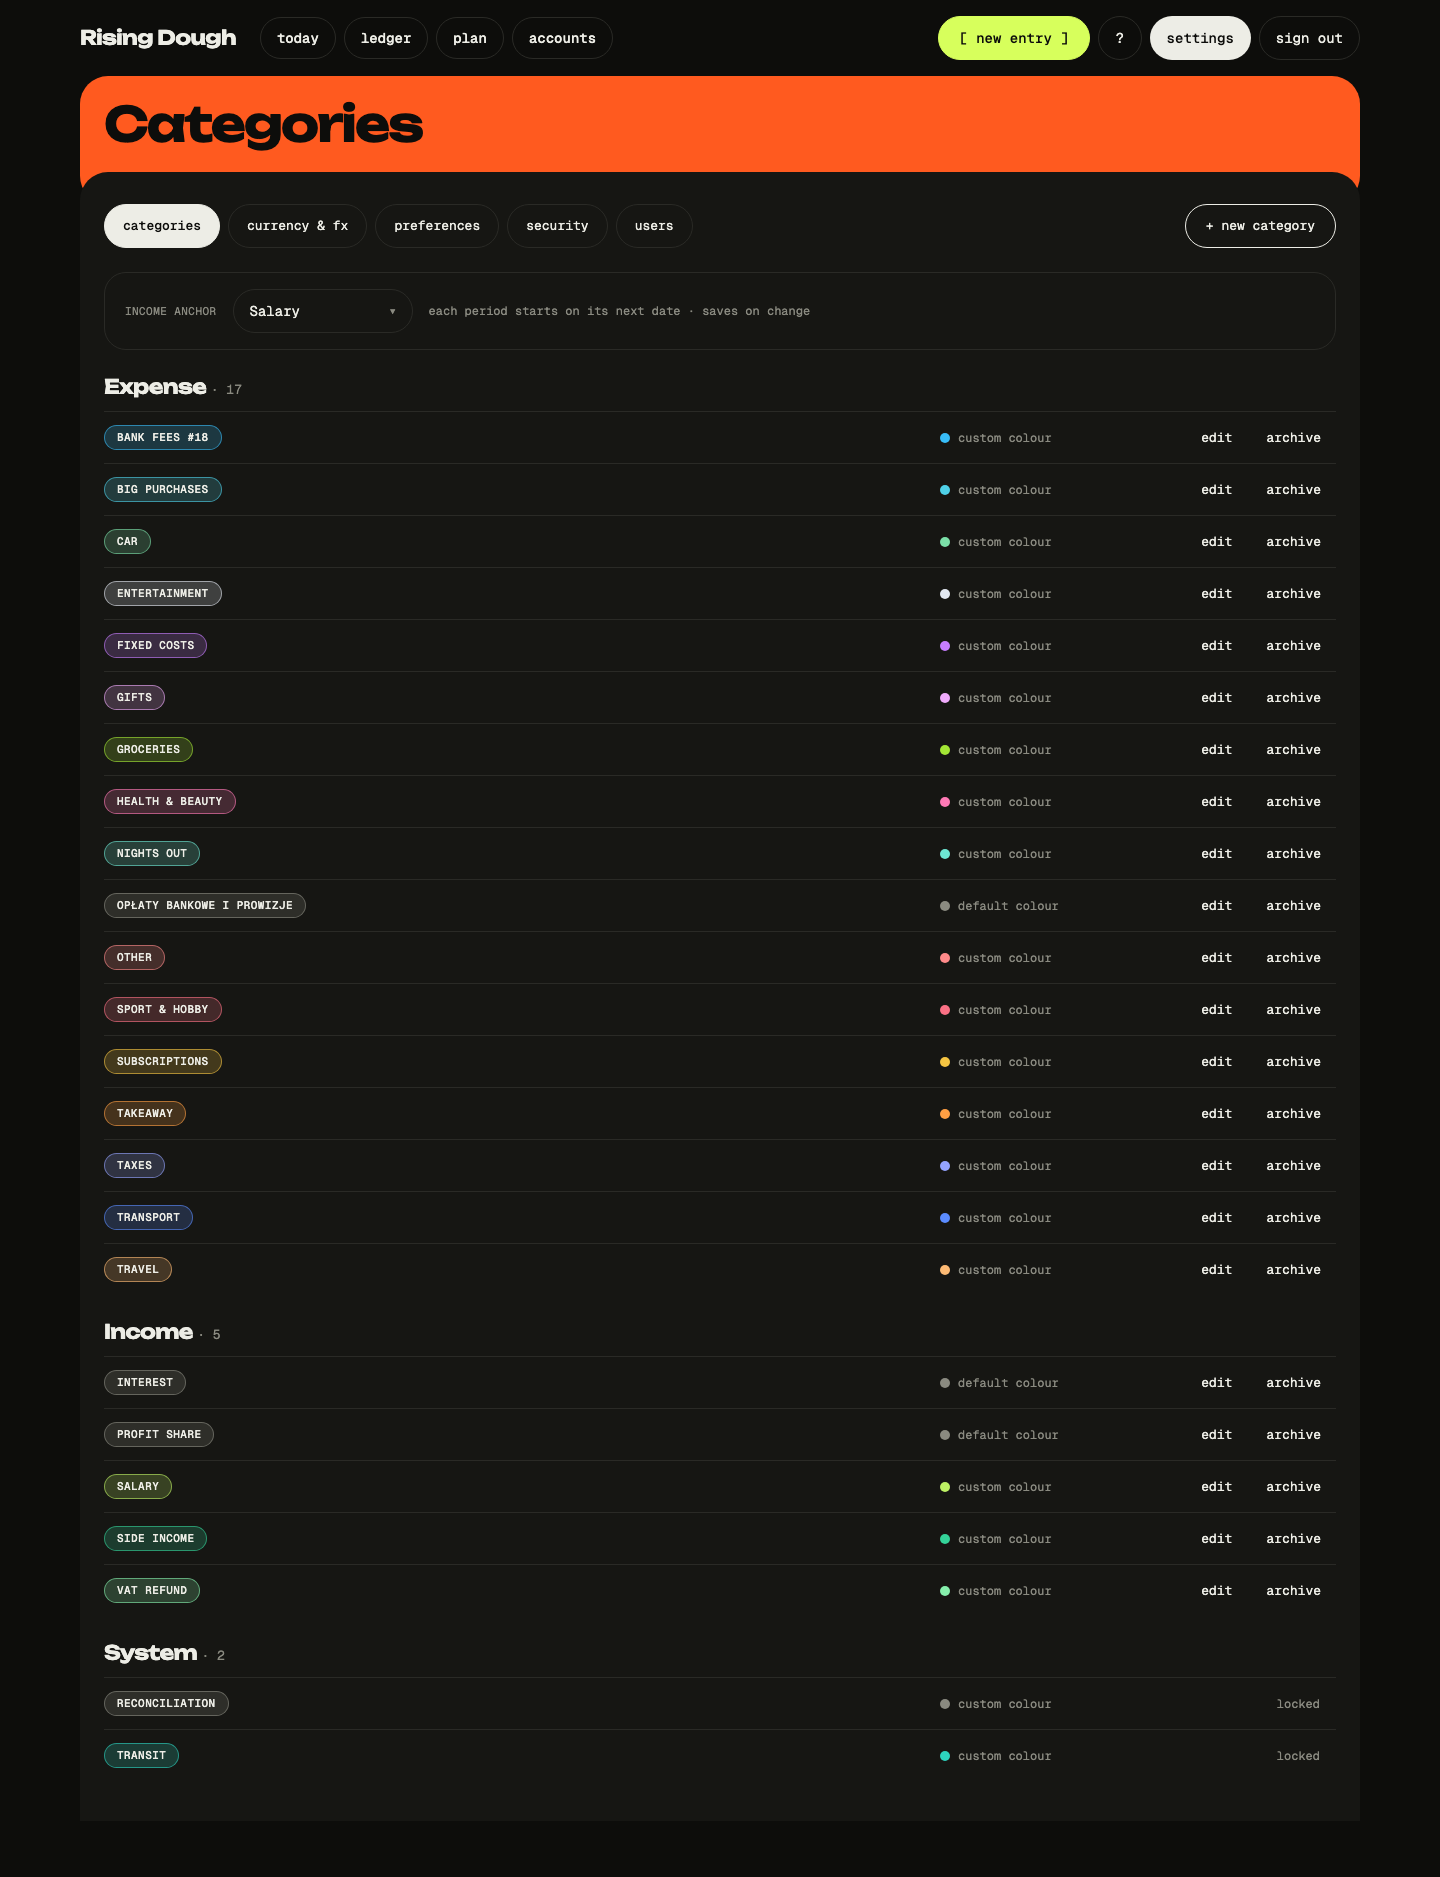 Rising Dough today ledger plan accounts [ new entry ] ? settings sign out
Categories
categories currency & fx preferences security users + new category
INCOME ANCHOR Salary ▾ each period starts on its next date · saves on change
Expense · 17
BANK FEES #18 custom colour edit archive
BIG PURCHASES custom colour edit archive
CAR custom colour edit archive
ENTERTAINMENT custom colour edit archive
FIXED COSTS custom colour edit archive
GIFTS custom colour edit archive
GROCERIES custom colour edit archive
HEALTH & BEAUTY custom colour edit archive
NIGHTS OUT custom colour edit archive
OPŁATY BANKOWE I PROWIZJE default colour edit archive
OTHER custom colour edit archive
SPORT & HOBBY custom colour edit archive
SUBSCRIPTIONS custom colour edit archive
TAKEAWAY custom colour edit archive
TAXES custom colour edit archive
TRANSPORT custom colour edit archive
TRAVEL custom colour edit archive
Income · 5
INTEREST default colour edit archive
PROFIT SHARE default colour edit archive
SALARY custom colour edit archive
SIDE INCOME custom colour edit archive
VAT REFUND custom colour edit archive
System · 2
RECONCILIATION custom colour locked
TRANSIT custom colour locked